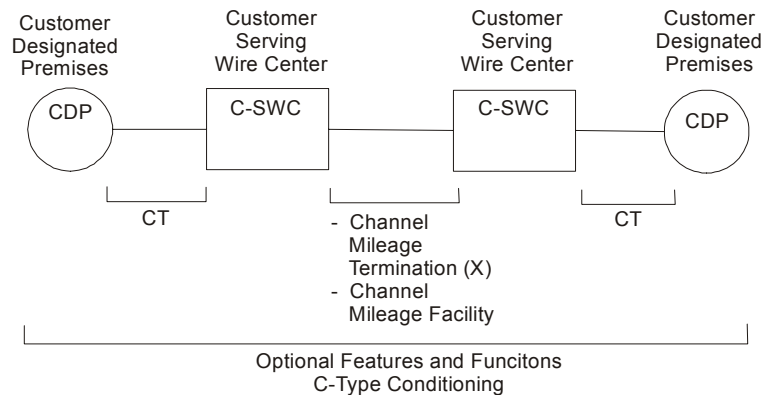 Customer
Designated
Premises
Customer
Serving
Wire Center
Customer
Serving
Wire Center
Customer
Designated
Premises
CDP
C-SWC
C-SWC
CDP
CT
- Channel
Mileage
Termination (X)
- Channel
Mileage Facility
CT
Optional Features and Funcitons
C-Type Conditioning